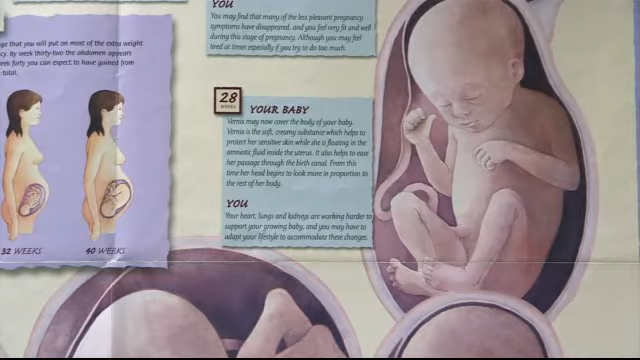 YOU
You may find that many of the less pleasant pregnancy
symptoms have disappeared, and you feel very fit and well
during this stage of pregnancy. Although you may feel
tired at times especially if you try to do too much.
ge that you will put on most of the extra weight
cy. By week thirty-two the abdomen appears
eek forty you can expect to have gained from
total.
32 WEEKS
40 WEEKS
28
WEEKS
YOUR BABY
Vernix may now cover the body of your baby.
Vernix is the soft, creamy substance which helps to
protect her sensitive skin while she is floating in the
amniotic fluid inside the uterus. It also helps to ease
her passage through the birth canal. From this
time her head begins to look more in proportion to
the rest of her body.
YOU
Your heart, lungs and kidneys are working harder to
support your growing baby, and you may have to
adapt your lifestyle to accommodate these changes.